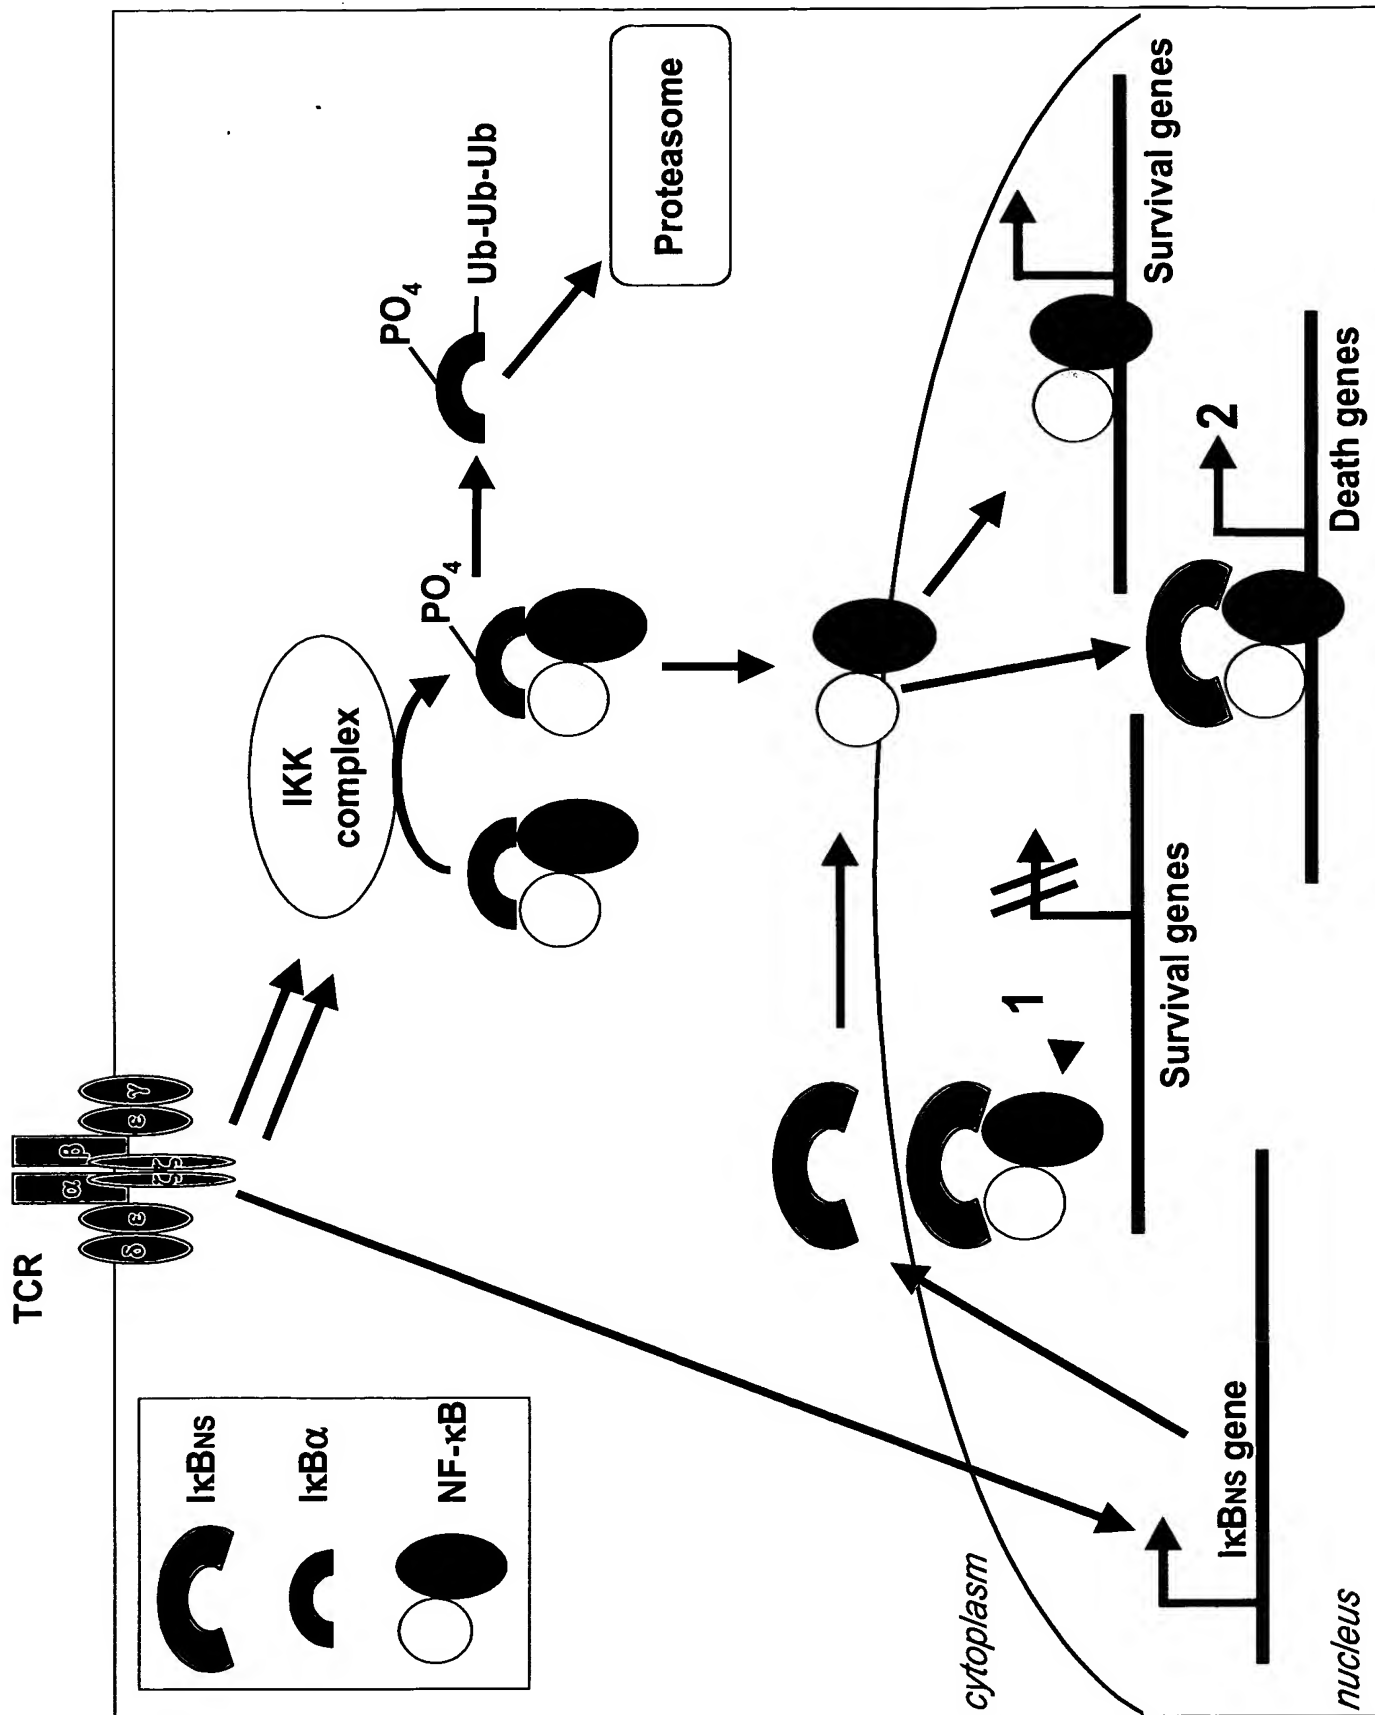 TCR
δ
ε
α
β
ζζ
ε
γ
IκBNS
IκBα
NF-κB
IKK
complex
PO4
PO4
Ub-Ub-Ub
Proteasome
cytoplasm
nucleus
IκBNS gene
1
Survival genes
2
Death genes
Survival genes